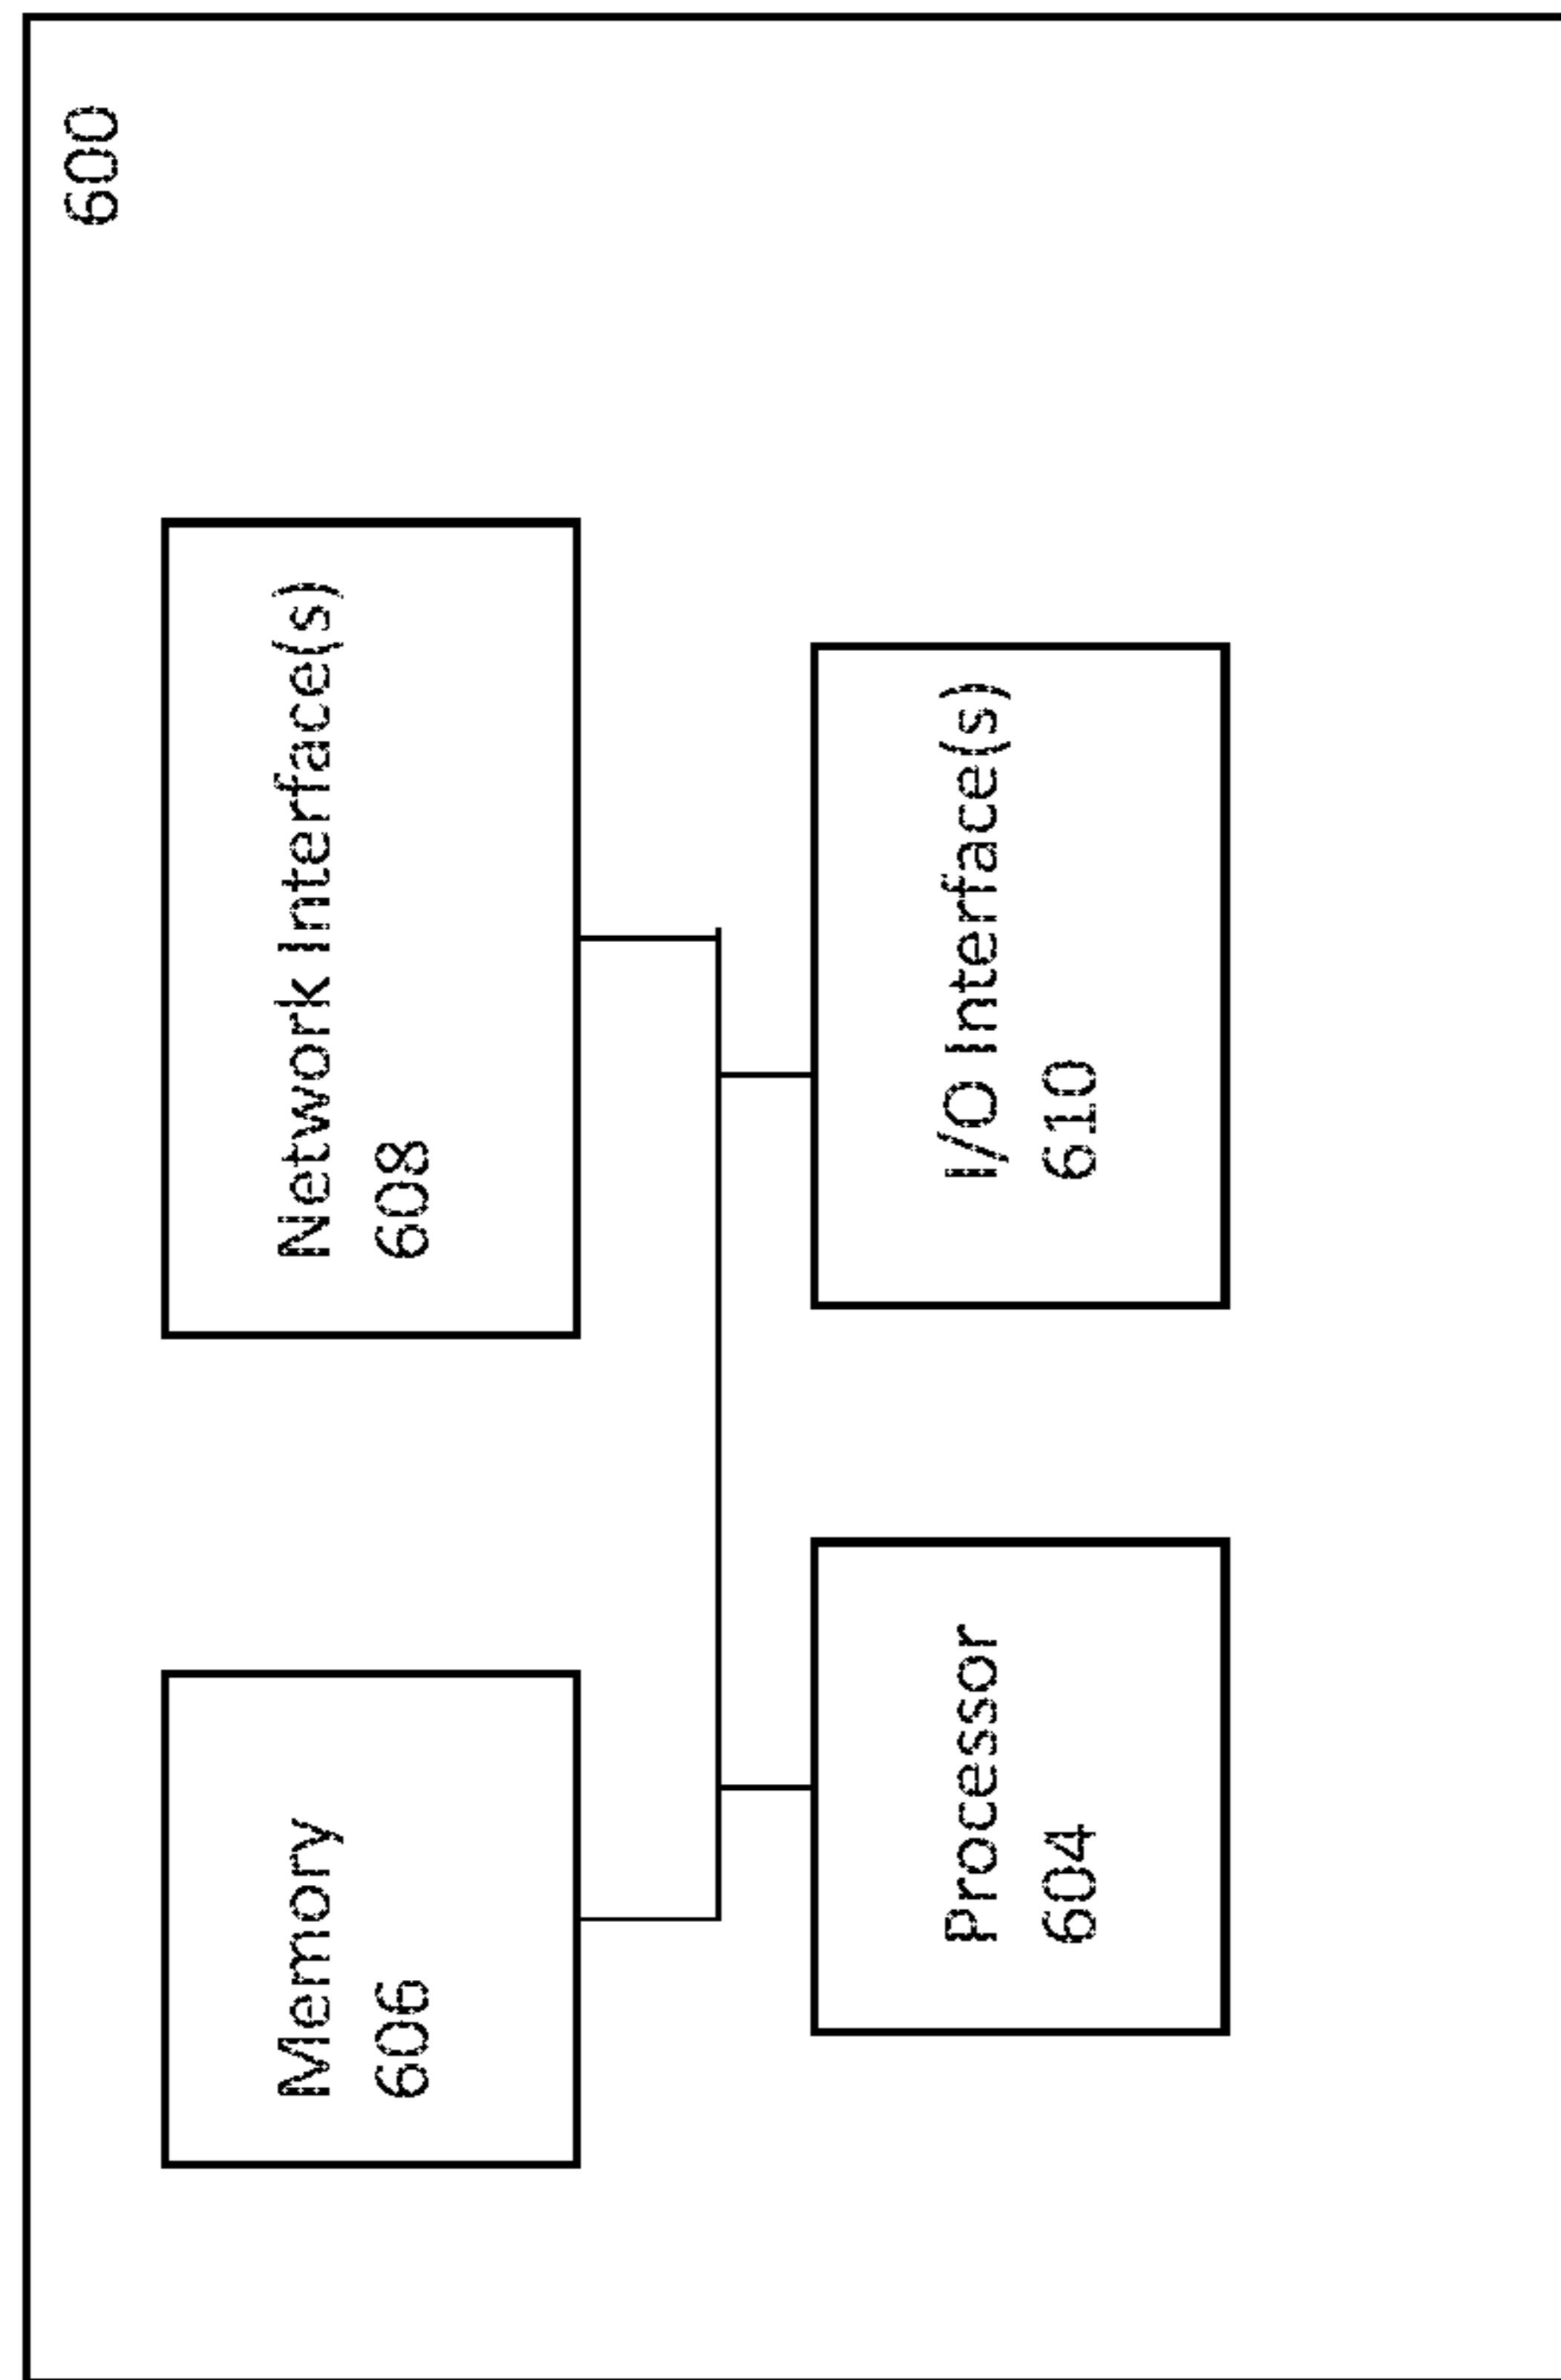 600
Memory
606
Network Interface(s)
608
Processor
604
I/O Interface(s)
610